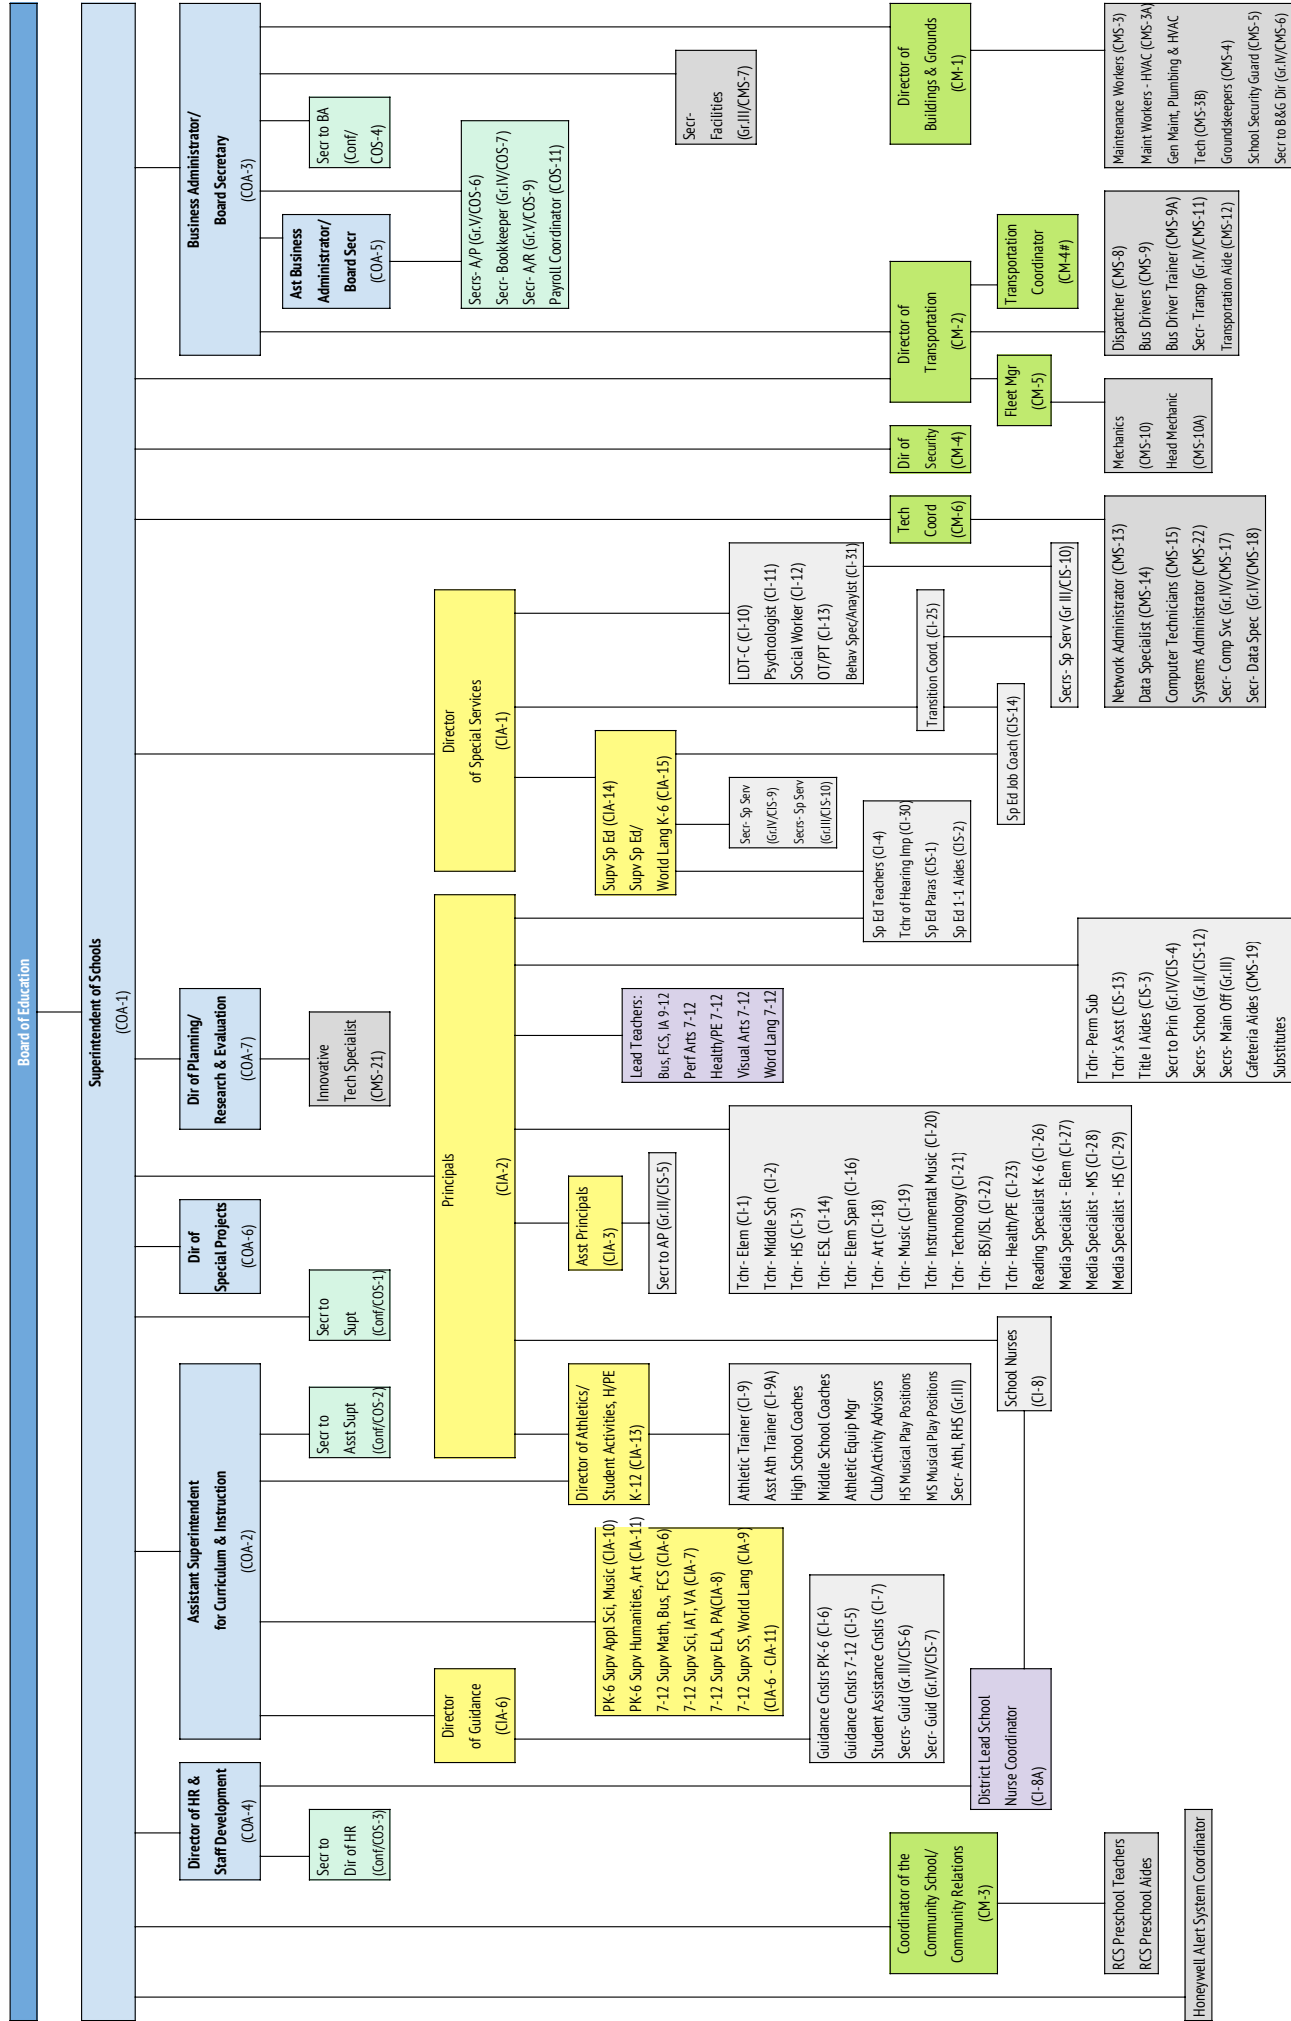 Board of Education
Superintendent of Schools
(COA-1)
Director of HR &
Staff Development
(COA-4)
Assistant Superintendent
for Curriculum & Instruction
(COA-2)
Dir of
Special Projects
(COA-6)
Dir of Planning/
Research & Evaluation
(COA-7)
Business Administrator/
Board Secretary
(COA-3)
Secr to
Dir of HR
(Conf/COS-3)
Secr to
Asst Supt
(Conf/COS-2)
Secr to
Supt
(Conf/COS-1)
Innovative
Tech Specialist
(CMS-21)
Ast Business
Administrator/
Board Secr
(COA-5)
Secr to BA
(Conf/
COS-4)
Director
of Guidance
(CIA-6)
Principals
(CIA-2)
Director
of Special Services
(CIA-1)
Secrs- A/P (Gr.V/COS-6)
Secr- Bookkeeper (Gr.IV/COS-7)
Secr- A/R (Gr.V/COS-9)
Payroll Coordinator (COS-11)
PK-6 Supv Appl Sci, Music (CIA-10)
PK-6 Supv Humanities, Art (CIA-11)
7-12 Supv Math, Bus, FCS (CIA-6)
7-12 Supv Sci, IAT, VA (CIA-7)
7-12 Supv ELA, PA(CIA-8)
7-12 Supv SS, World Lang (CIA-9)
(CIA-6 - CIA-11)
Director of Athletics/
Student Activities, H/PE
K-12 (CIA-13)
Asst Principals
(CIA-3)
Secr to AP (Gr.III/CIS-5)
Lead Teachers:
Bus, FCS, IA 9-12
Perf Arts 7-12
Health/PE 7-12
Visual Arts 7-12
Word Lang 7-12
Supv Sp Ed (CIA-14)
Supv Sp Ed/
World Lang K-6 (CIA-15)
Secr-
Facilities
(Gr.III/CMS-7)
Guidance Cnslrs PK-6 (CI-6)
Guidance Cnslrs 7-12 (CI-5)
Student Assistance Cnslrs (CI-7)
Secrs- Guid (Gr.III/CIS-6)
Secr- Guid (Gr.IV/CIS-7)
Athletic Trainer (CI-9)
Asst Ath Trainer (CI-9A)
High School Coaches
Middle School Coaches
Athletic Equip Mgr
Club/Activity Advisors
HS Musical Play Positions
MS Musical Play Positions
Secr- Athl, RHS (Gr.III)
Tchr- Elem (CI-1)
Tchr- Middle Sch (CI-2)
Tchr- HS (CI-3)
Tchr- ESL (CI-14)
Tchr- Elem Span (CI-16)
Tchr- Art (CI-18)
Tchr- Music (CI-19)
Tchr- Instrumental Music (CI-20)
Tchr- Technology (CI-21)
Tchr- BSI/ISL (CI-22)
Tchr- Health/PE (CI-23)
Reading Specialist K-6 (CI-26)
Media Specialist - Elem (CI-27)
Media Specialist - MS (CI-28)
Media Specialist - HS (CI-29)
Secr- Sp Serv
(Gr.IV/CIS-9)
Secrs- Sp Serv
(Gr.III/CIS-10)
LDT-C (CI-10)
Psychcologist (CI-11)
Social Worker (CI-12)
OT/PT (CI-13)
Behav Spec/Anaylst (CI-31)
Sp Ed Teachers (CI-4)
Tchr of Hearing Imp (CI-30)
Sp Ed Paras (CIS-1)
Sp Ed 1-1 Aides (CIS-2)
Coordinator of the
Community School/
Community Relations
(CM-3)
District Lead School
Nurse Coordinator
(CI-8A)
School Nurses
(CI-8)
Transition Coord. (CI-25)
Sp Ed Job Coach (CIS-14)
Secrs- Sp Serv (Gr III/CIS-10)
Tech
Coord
(CM-6)
Dir of
Security
(CM-4)
Director of
Transportation
(CM-2)
Director of
Buildings & Grounds
(CM-1)
Fleet Mgr
(CM-5)
Transportation
Coordinator
(CM-4#)
Tchr- Perm Sub
Tchr's Asst (CIS-13)
Title I Aides (CIS-3)
Secr to Prin (Gr.IV/CIS-4)
Secrs- School (Gr.II/CIS-12)
Secrs- Main Off (Gr.III)
Cafeteria Aides (CMS-19)
Substitutes
RCS Preschool Teachers
RCS Preschool Aides
Network Administrator (CMS-13)
Data Specialist (CMS-14)
Computer Technicians (CMS-15)
Systems Administrator (CMS-22)
Secr- Comp Svc (Gr.IV/CMS-17)
Secr- Data Spec (Gr.IV/CMS-18)
Mechanics
(CMS-10)
Head Mechanic
(CMS-10A)
Dispatcher (CMS-8)
Bus Drivers (CMS-9)
Bus Driver Trainer (CMS-9A)
Secr- Transp (Gr.IV/CMS-11)
Transportation Aide (CMS-12)
Maintenance Workers (CMS-3)
Maint Workers - HVAC (CMS-3A)
Gen Maint, Plumbing & HVAC
Tech (CMS-3B)
Groundskeepers (CMS-4)
School Security Guard (CMS-5)
Secr to B&G Dir (Gr.IV/CMS-6)
Honeywell Alert System Coordinator